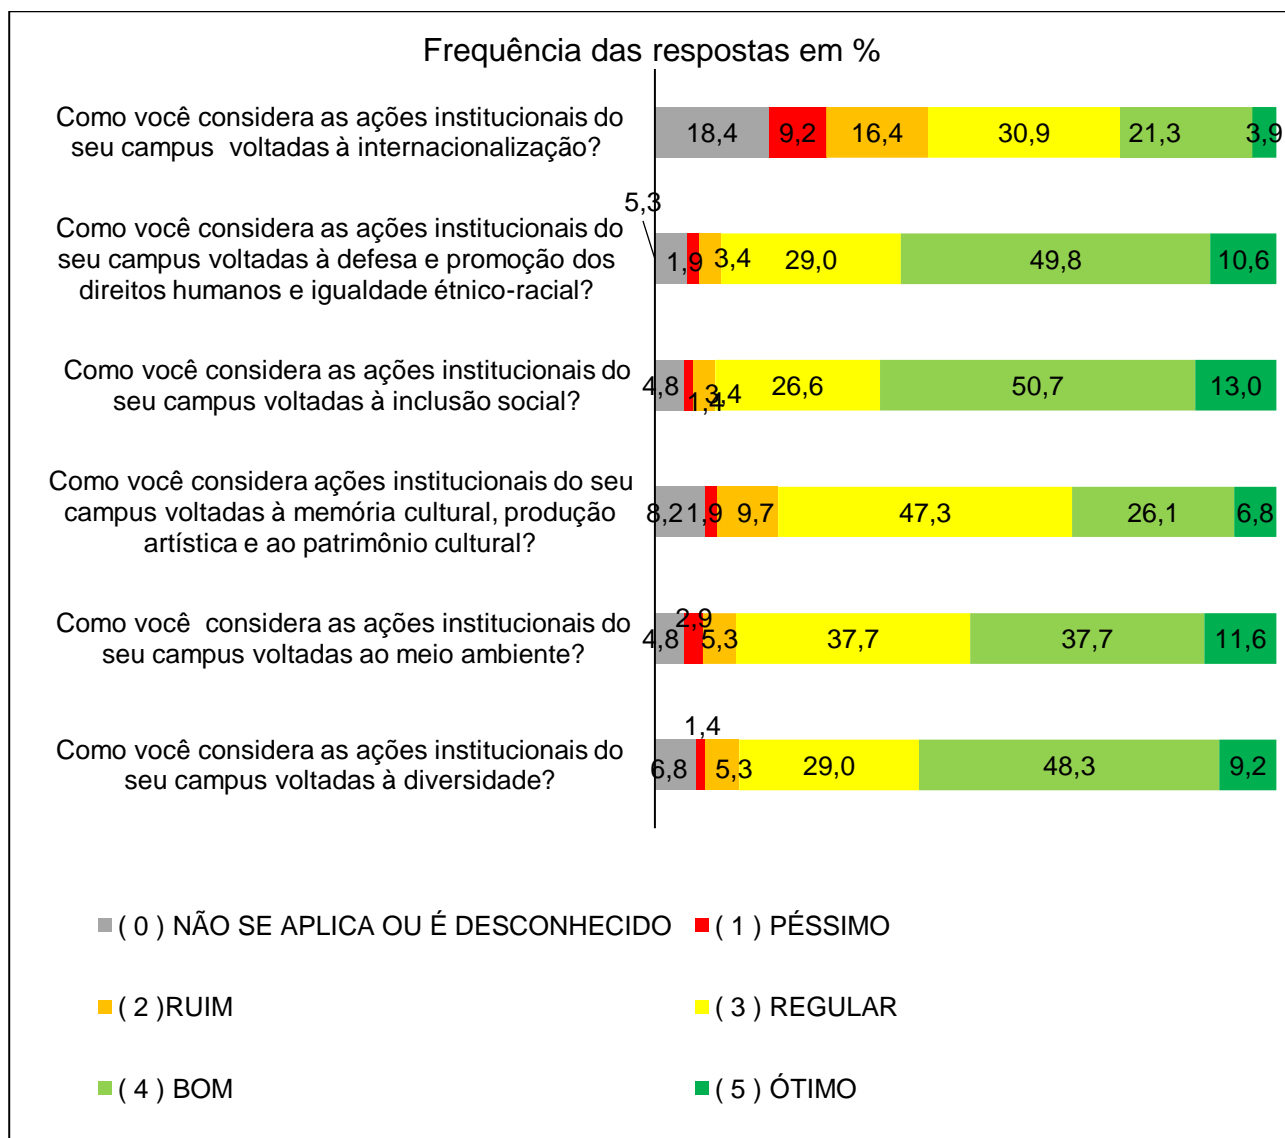 Frequência das respostas em %
Como você considera as ações institucionais do
seu campus  voltadas à internacionalização?
18,4 9,2 16,4 30,9 21,3 3,9
5,3
Como você considera as ações institucionais do
seu campus voltadas à defesa e promoção dos
direitos humanos e igualdade étnico-racial?
1,9 3,4 29,0 49,8 10,6
Como você considera as ações institucionais do
seu campus voltadas à inclusão social?
4,8 1,4 3,4 26,6 50,7 13,0
Como você considera ações institucionais do seu
campus voltadas à memória cultural, produção
artística e ao patrimônio cultural?
8,2 1,9 9,7 47,3 26,1 6,8
Como você  considera as ações institucionais do
seu campus voltadas ao meio ambiente?
4,8 2,9 5,3 37,7 37,7 11,6
Como você considera as ações institucionais do
seu campus voltadas à diversidade?
6,8 1,4 5,3 29,0 48,3 9,2
( 0 ) NÃO SE APLICA OU É DESCONHECIDO
( 1 ) PÉSSIMO
( 2 )RUIM
( 3 ) REGULAR
( 4 ) BOM
( 5 ) ÓTIMO